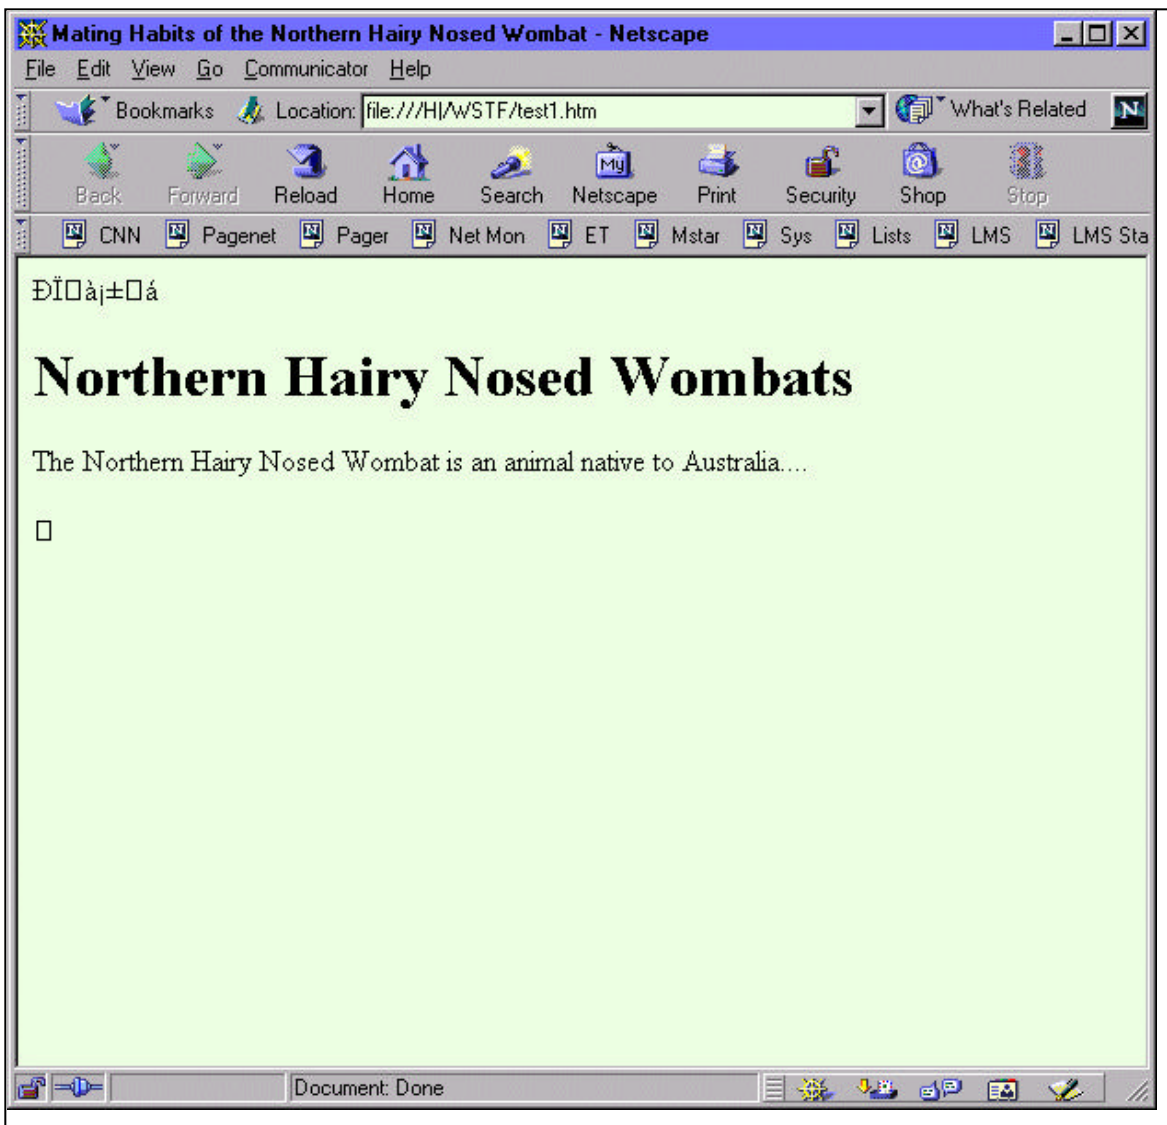 Mating Habits of the Northern Hairy Nosed Wombat - Netscape
File Edit View Go Communicator Help
Bookmarks Location: file:///H|/WSTF/test1.htm What's Related N
My
Back Forward Reload Home Search Netscape Print Security Shop Stop
CNN Pagenet Pager Net Mon ET Mstar Sys Lists LMS LMS Sta
ÐÏ□à¡±□á
Northern Hairy Nosed Wombats
The Northern Hairy Nosed Wombat is an animal native to Australia....
□
Document: Done